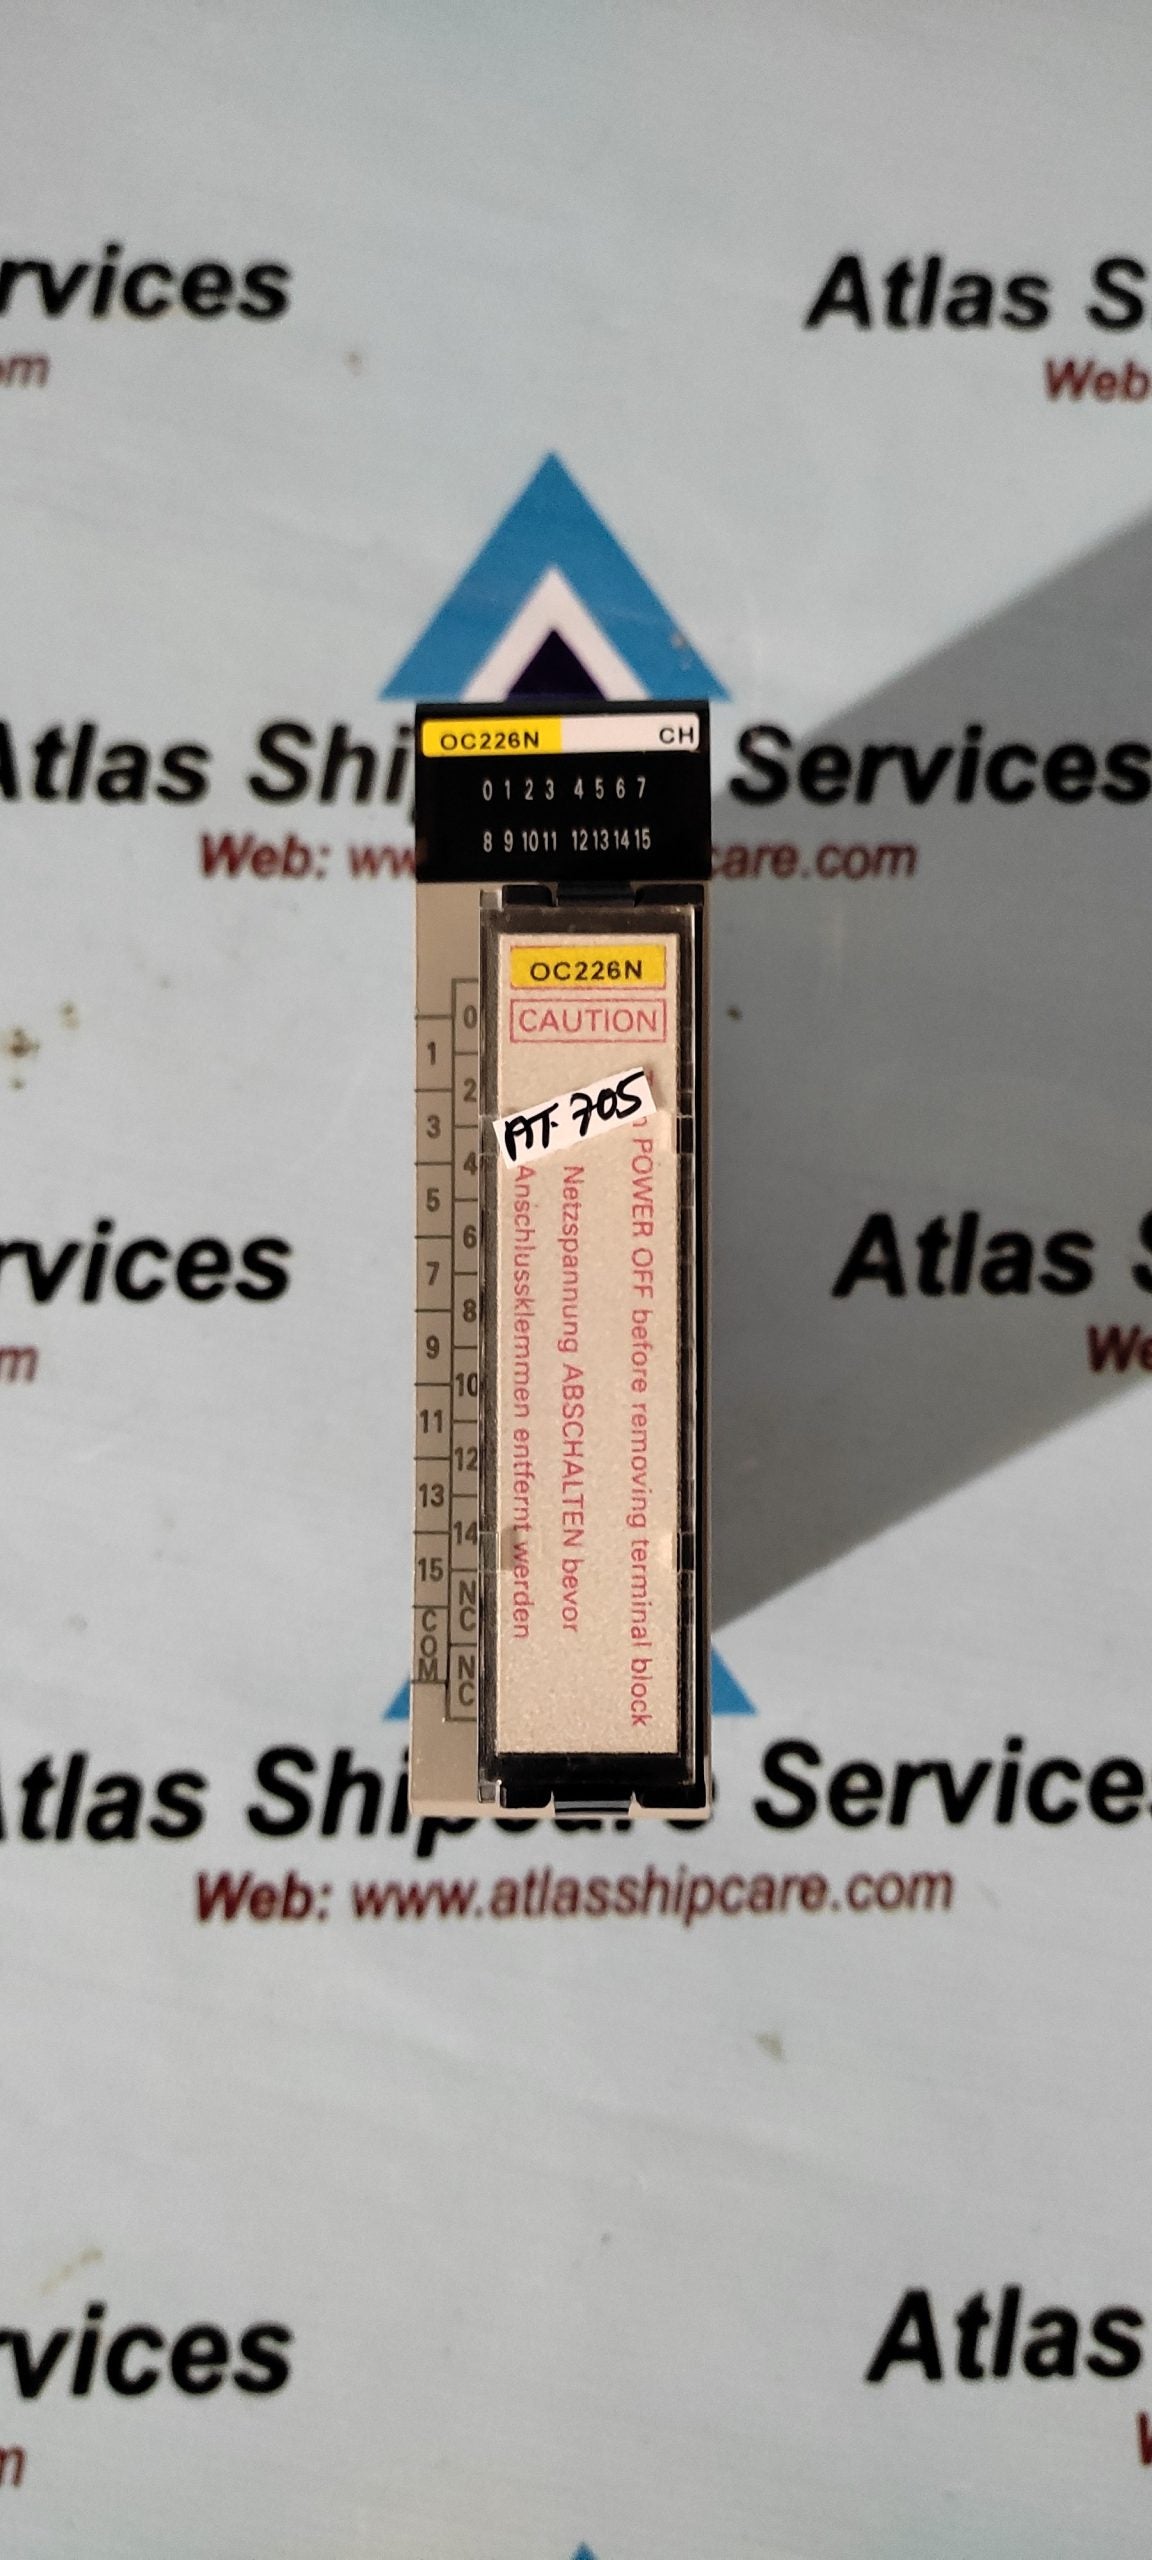 rvices
Atlas S
om
Web
OC226N CH
Atlas Shi Services
0 1 2 3 4 5 6 7
8 9 10 11 12 13 14 15
Web: ww care.com
OC226N
CAUTION
0
1
2
AT-705
3
4
5
6
7
8
9
10
11
12
13
14
15
NC
COM
NC
POWER OFF before removing terminal block
Netzspannung ABSCHALTEN bevor
Anschlussklemmen entfernt werden
rvices
Atlas S
m
We
Atlas Shipcare Service
Web: www.atlasshipcare.com
rvices
Atlas
m